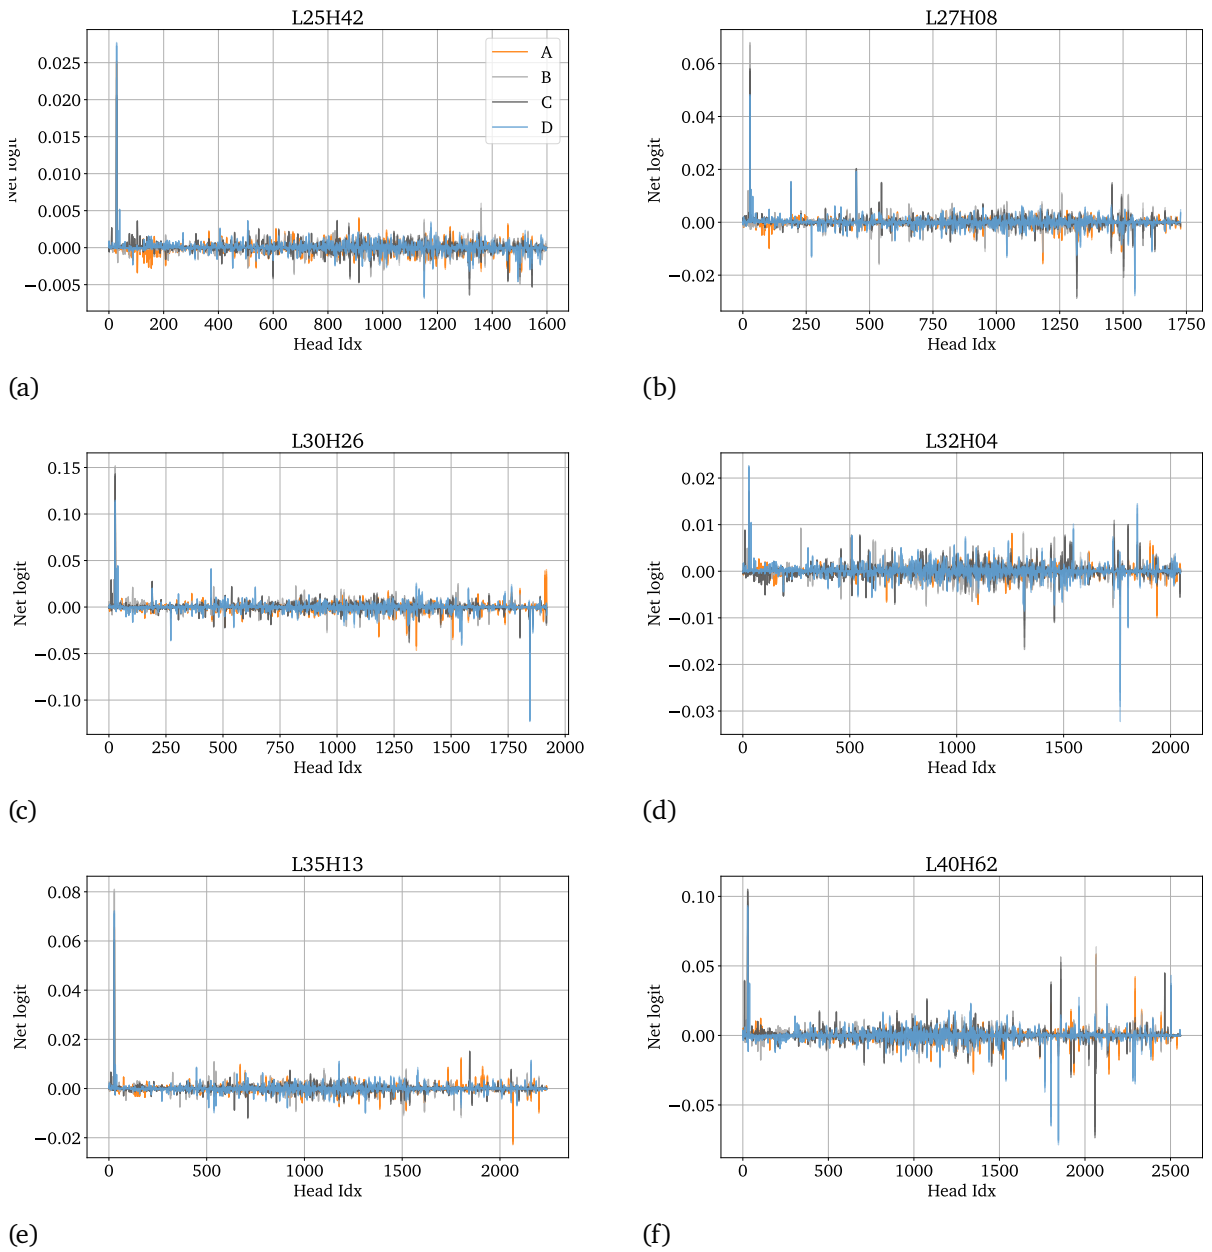 L25H42
0.025
0.020
0.015
0.010
0.005
0.000
−0.005
Net logit
A
B
C
D
0 200 400 600 800 1000 1200 1400 1600
Head Idx
(a)
L27H08
0.06
0.04
0.02
0.00
−0.02
Net logit
0 250 500 750 1000 1250 1500 1750
Head Idx
(b)
L30H26
0.15
0.10
0.05
0.00
−0.05
−0.10
Net logit
0 250 500 750 1000 1250 1500 1750 2000
Head Idx
(c)
L32H04
0.02
0.01
0.00
−0.01
−0.02
−0.03
Net logit
0 500 1000 1500 2000
Head Idx
(d)
L35H13
0.08
0.06
0.04
0.02
0.00
−0.02
Net logit
0 500 1000 1500 2000
Head Idx
(e)
L40H62
0.10
0.05
0.00
−0.05
Net logit
0 500 1000 1500 2000 2500
Head Idx
(f)